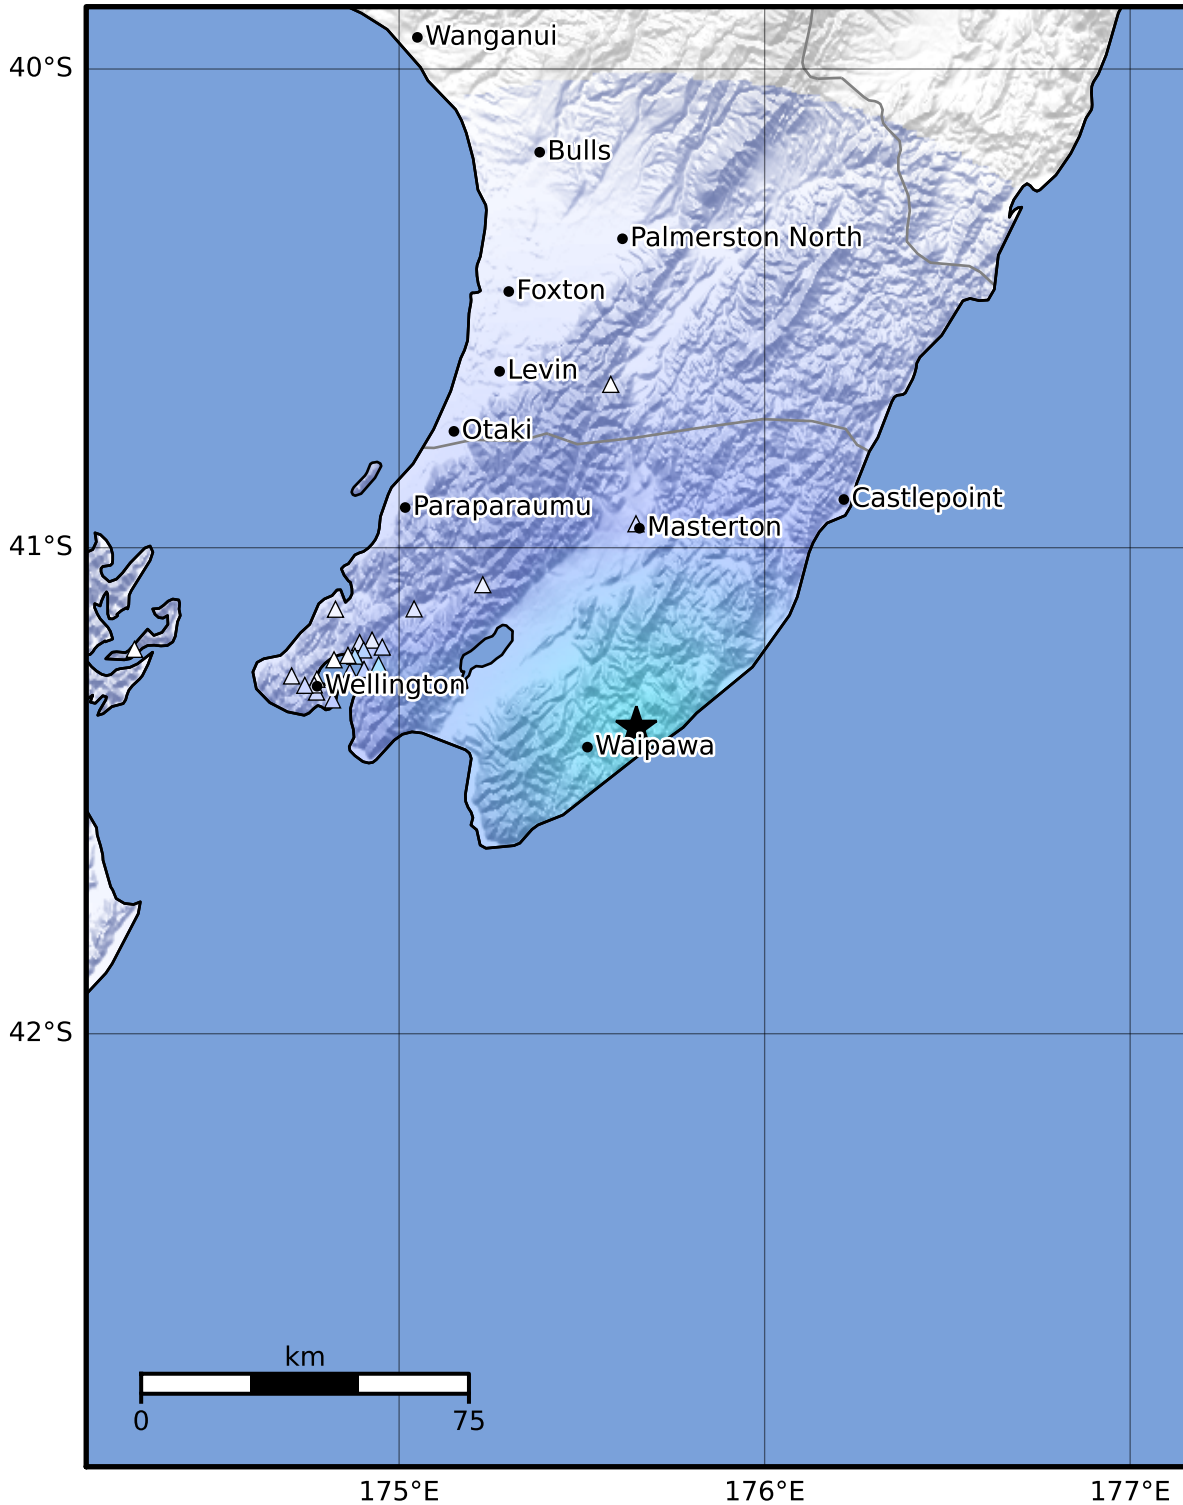 Wanganui
40°S
Bulls
Palmerston North
Foxton
Levin
Otaki
Castlepoint
Paraparaumu
Masterton
41°S
Wellington
Waipawa
42°S
km
0 75
175°E 176°E 177°E